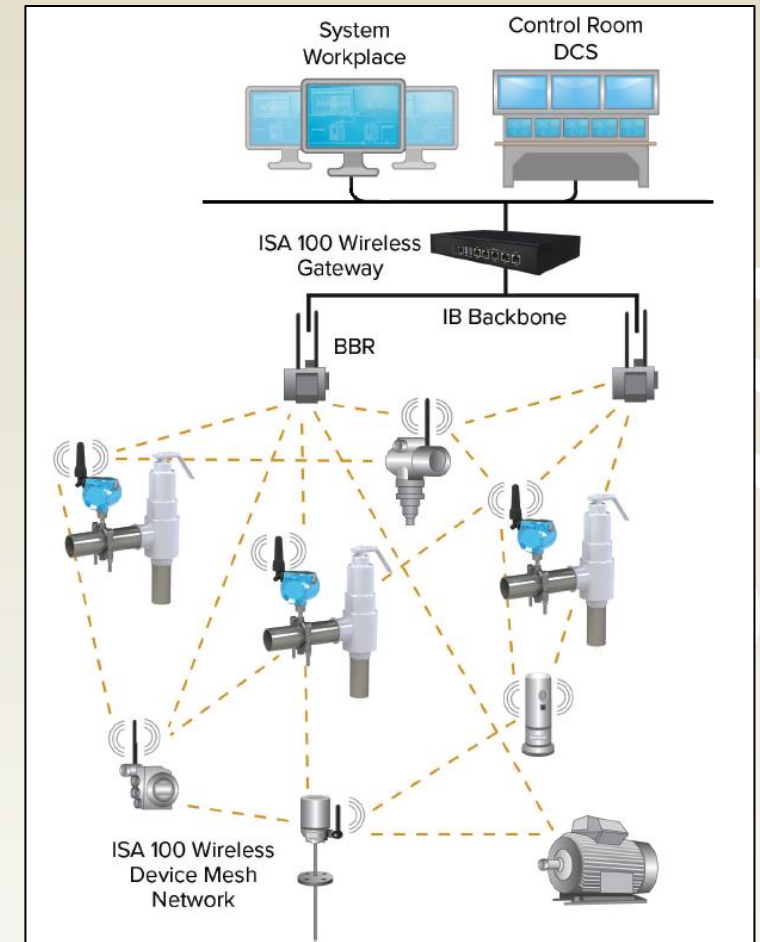 System
Workplace
Control Room
DCS
ISA 100 Wireless
Gateway
IB Backbone
BBR
ISA 100 Wireless
Device Mesh
Network